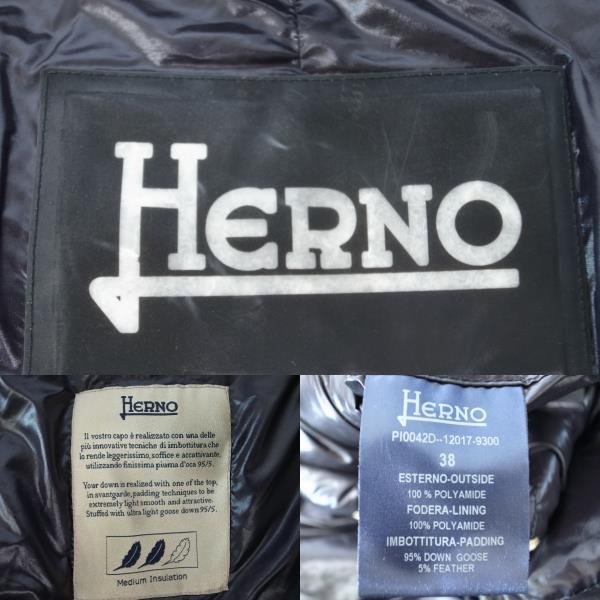 HERNO
HERNO
Il vostro capo è realizzato con una delle
più innovative tecniche di imbottitura che
lo rende leggerissimo, soffice e accattivante,
utilizzando finissima piuma d'oca 95/5.
Your down is realized with one of the top,
in avantgarde, padding techniques to be
extremely light smooth and attractive.
Stuffed with ultra light goose down 95/5.
Medium Insulation
HERNO
PI0042D--12017-9300
38
ESTERNO-OUTSIDE
100 % POLYAMIDE
FODERA-LINING
100% POLYAMIDE
IMBOTTITURA-PADDING
95% DOWN GOOSE
5% FEATHER